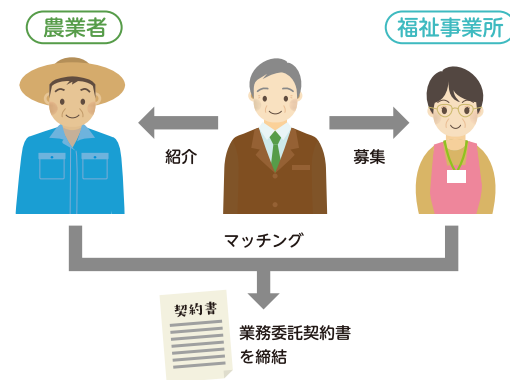 農業者
福祉事業所
紹介
募集
マッチング
契約書
業務委託契約書
を締結